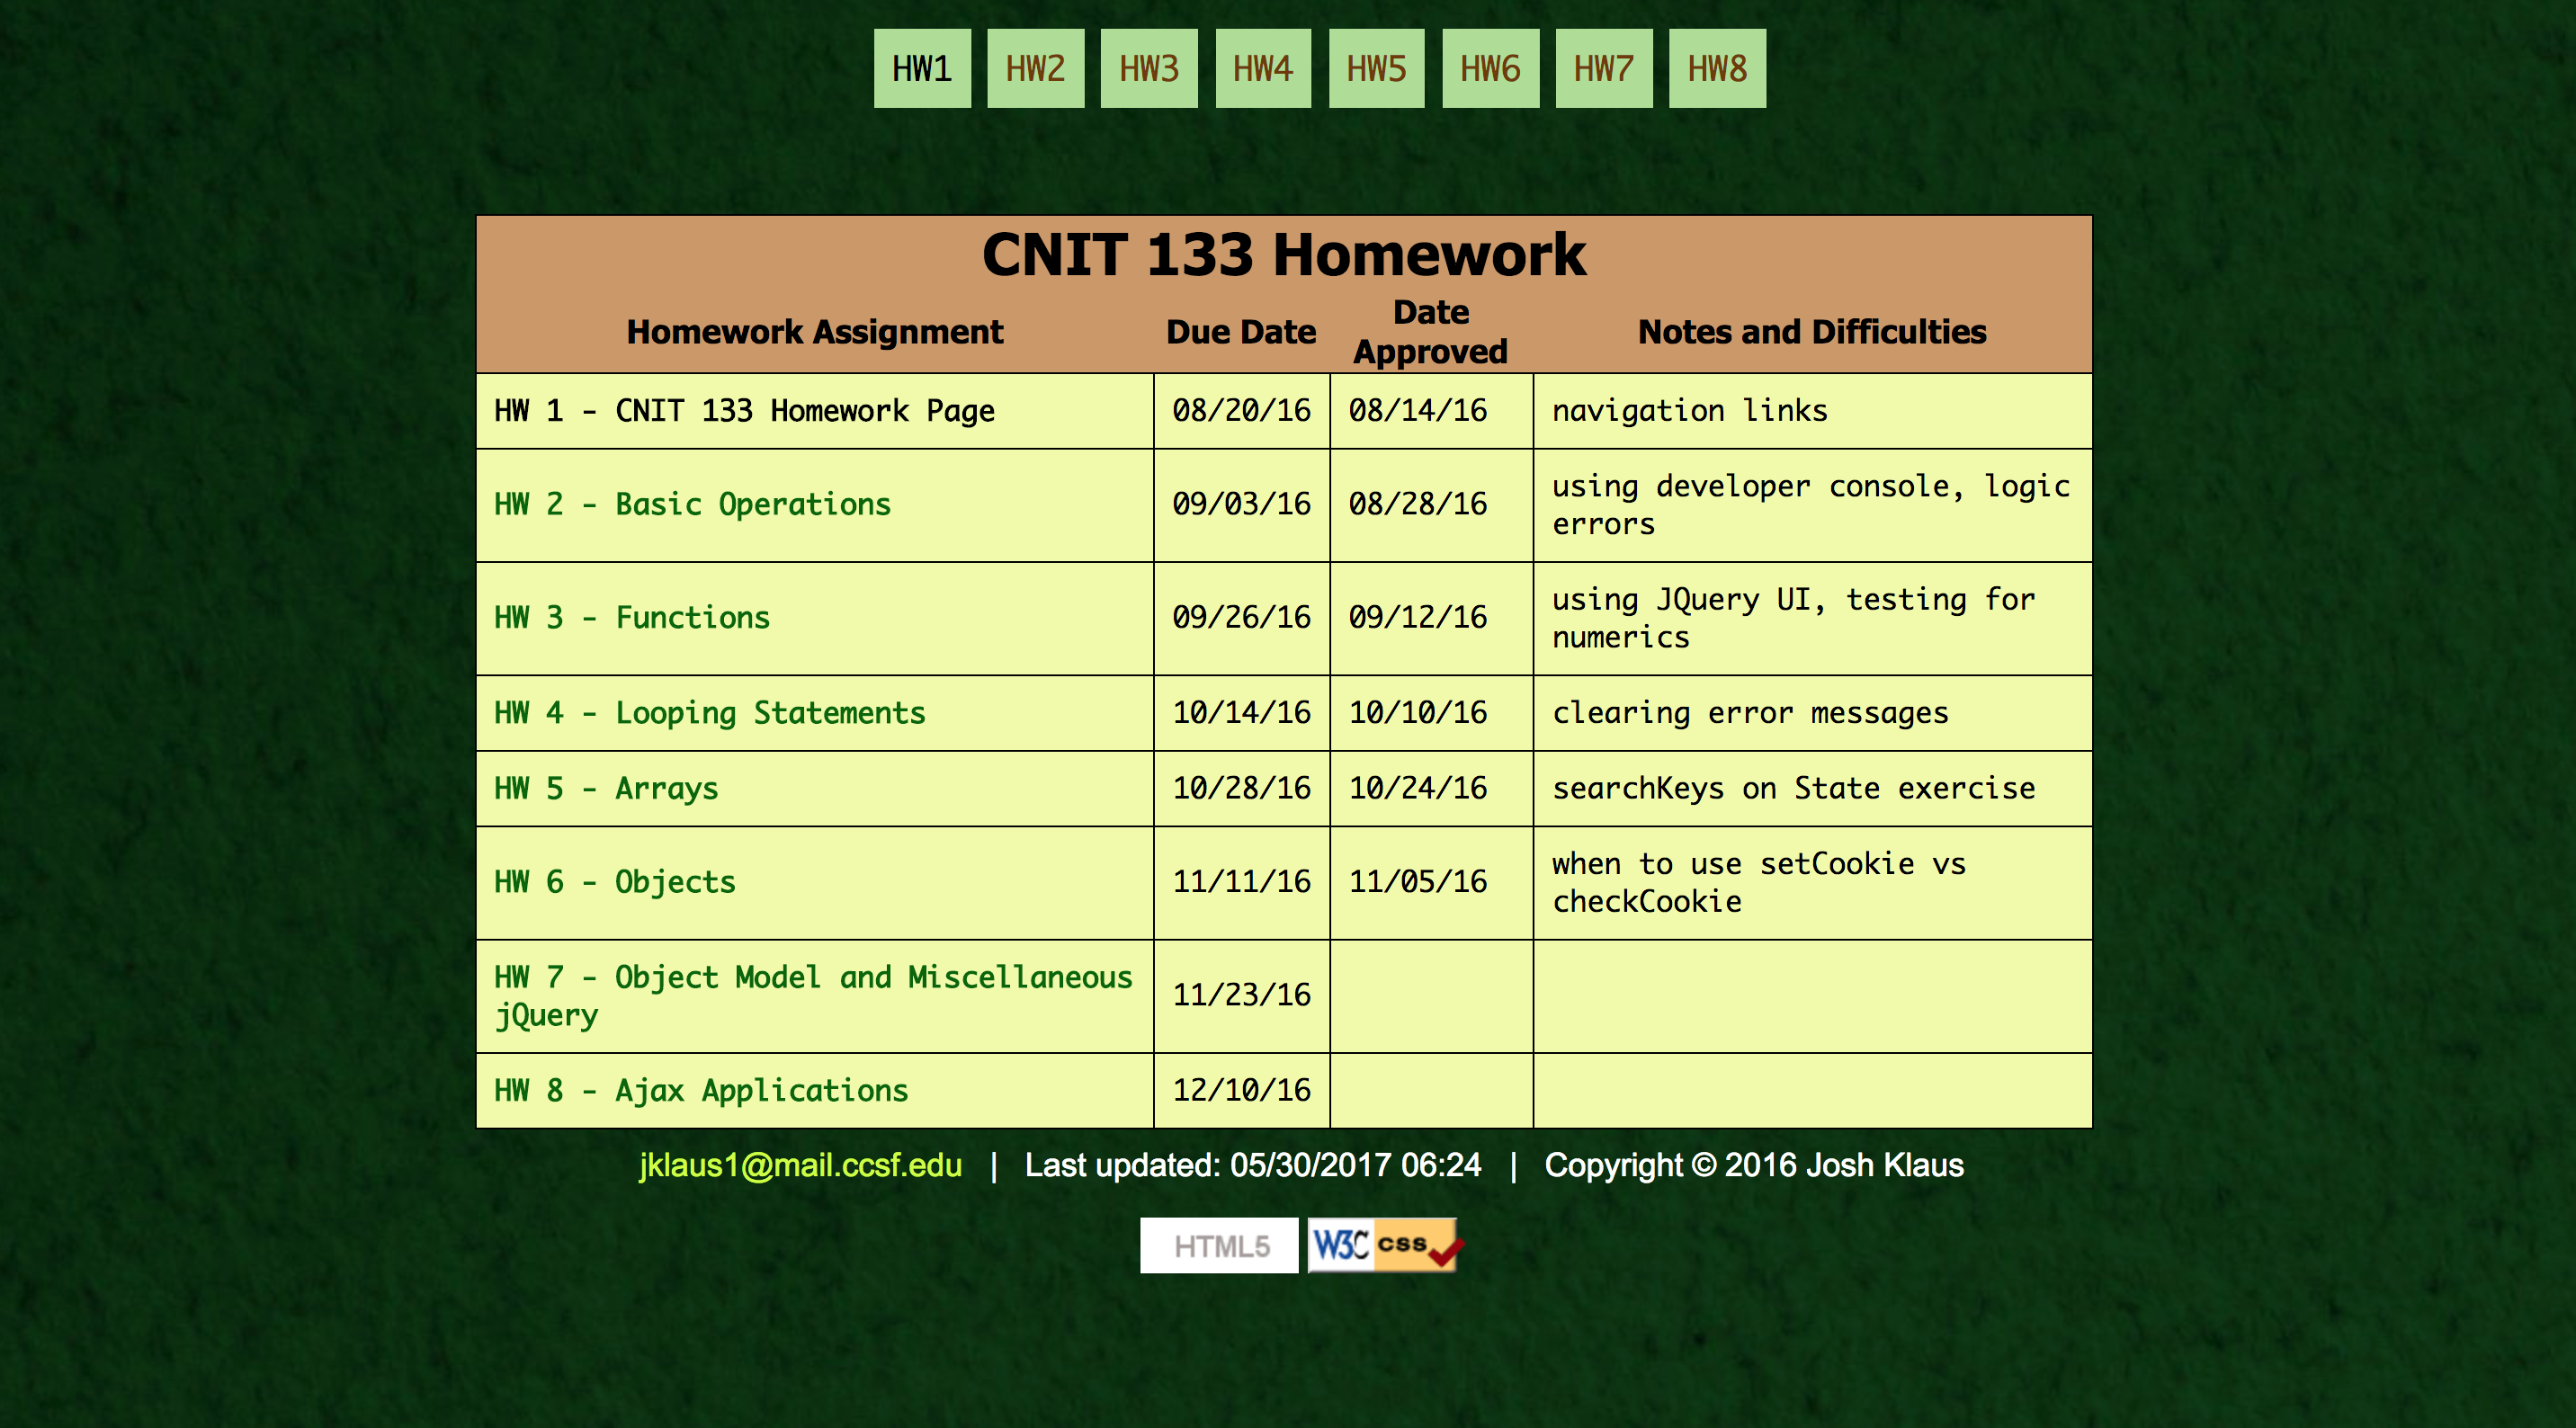 HW1 HW2 HW3 HW4 HW5 HW6 HW7 HW8
CNIT 133 Homework
Homework Assignment Due Date Date Approved Notes and Difficulties
HW 1 - CNIT 133 Homework Page 08/20/16 08/14/16 navigation links
HW 2 - Basic Operations 09/03/16 08/28/16 using developer console, logic
errors
HW 3 - Functions 09/26/16 09/12/16 using JQuery UI, testing for
numerics
HW 4 - Looping Statements 10/14/16 10/10/16 clearing error messages
HW 5 - Arrays 10/28/16 10/24/16 searchKeys on State exercise
HW 6 - Objects 11/11/16 11/05/16 when to use setCookie vs
checkCookie
HW 7 - Object Model and Miscellaneous
jQuery 11/23/16
HW 8 - Ajax Applications 12/10/16
jklaus1@mail.ccsf.edu | Last updated: 05/30/2017 06:24 | Copyright © 2016 Josh Klaus
HTML5 W3C css